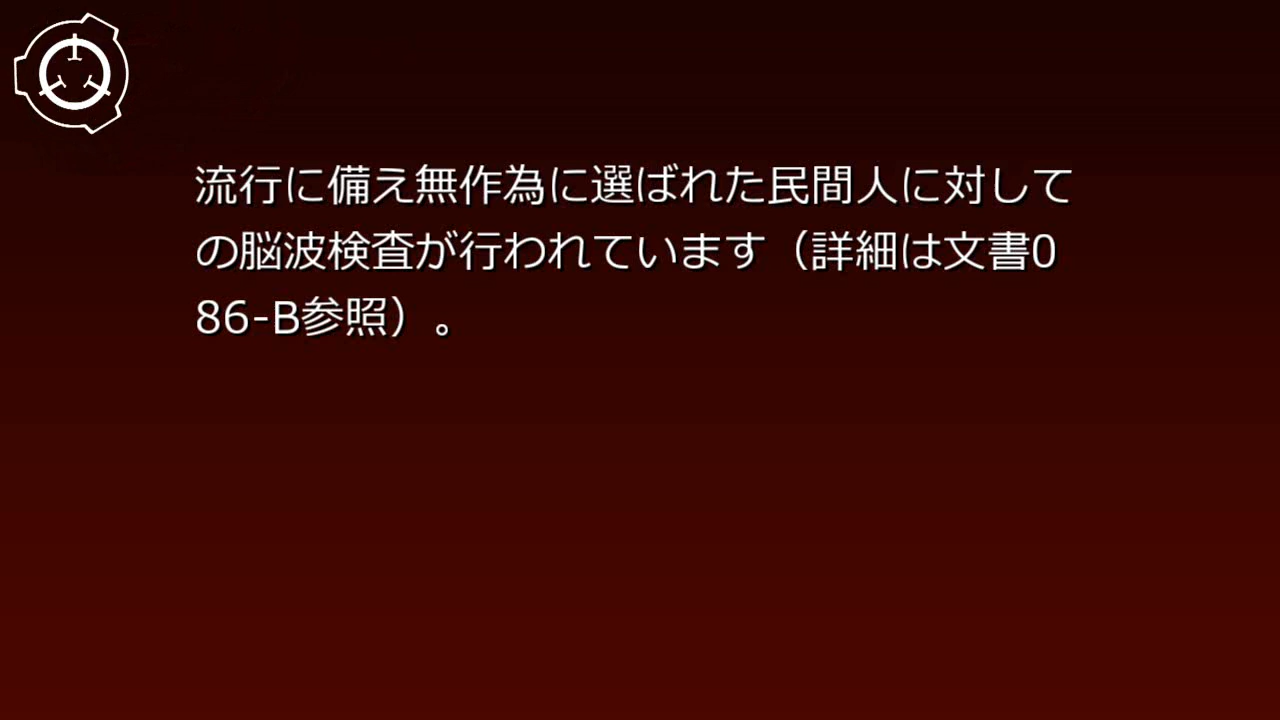 流行に備え無作為に選ばれた民間人に対して
の脳波検査が行われています（詳細は文書0
86-B参照）。